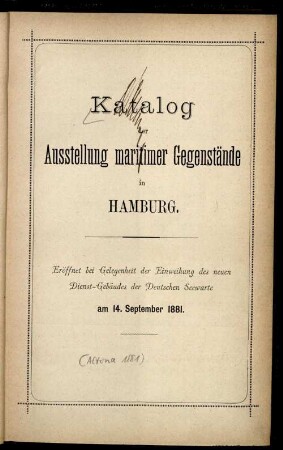 Katalog
der
Ausstellung maritimer Gegenstände
in
HAMBURG.
Eröffnet bei Gelegenheit der Einweihung des neuen
Dienst-Gebäudes der Deutschen Seewarte
am 14. September 1881.
(Altona 1881)